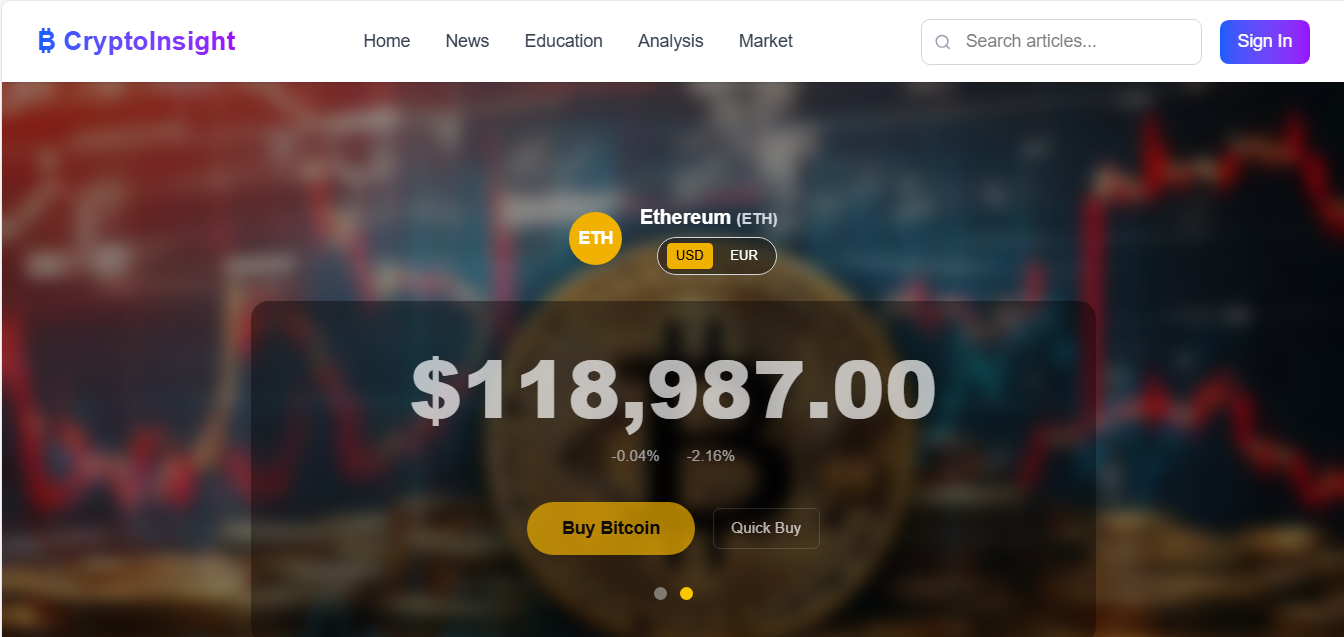 CryptoInsight
Home News Education Analysis Market
Search articles...
Sign In
ETH
Ethereum (ETH)
USD EUR
$118,987.00
-0.04% -2.16%
Buy Bitcoin
Quick Buy